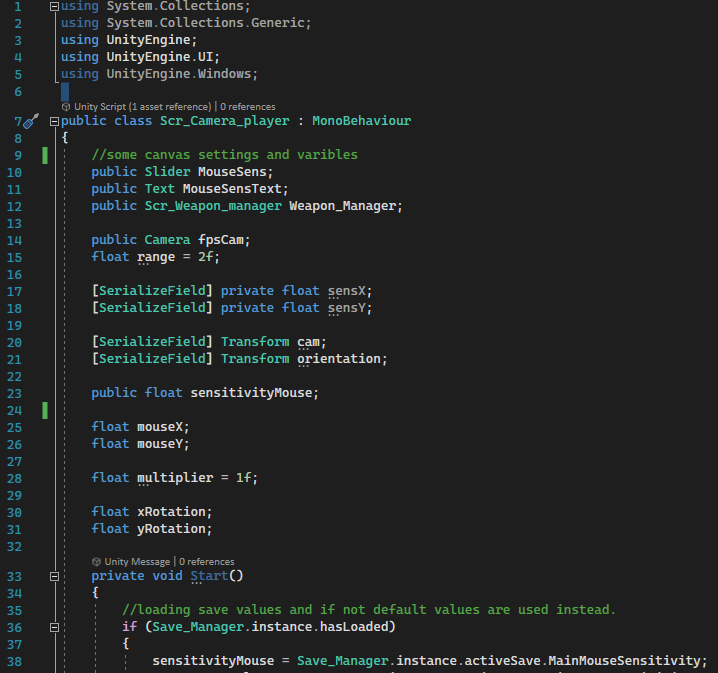 1 using System.Collections;
2 using System.Collections.Generic;
3 using UnityEngine;
4 using UnityEngine.UI;
5 using UnityEngine.Windows;
6
Unity Script (1 asset reference) | 0 references
7 public class Scr_Camera_player : MonoBehaviour
8 {
9 //some canvas settings and varibles
10 public Slider MouseSens;
11 public Text MouseSensText;
12 public Scr_Weapon_manager Weapon_Manager;
13
14 public Camera fpsCam;
15 float range = 2f;
16
17 [SerializeField] private float sensX;
18 [SerializeField] private float sensY;
19
20 [SerializeField] Transform cam;
21 [SerializeField] Transform orientation;
22
23 public float sensitivityMouse;
24
25 float mouseX;
26 float mouseY;
27
28 float multiplier = 1f;
29
30 float xRotation;
31 float yRotation;
32
Unity Message | 0 references
33 private void Start()
34 {
35 //loading save values and if not default values are used instead.
36 if (Save_Manager.instance.hasLoaded)
37 {
38 sensitivityMouse = Save_Manager.instance.activeSave.MainMouseSensitivity;